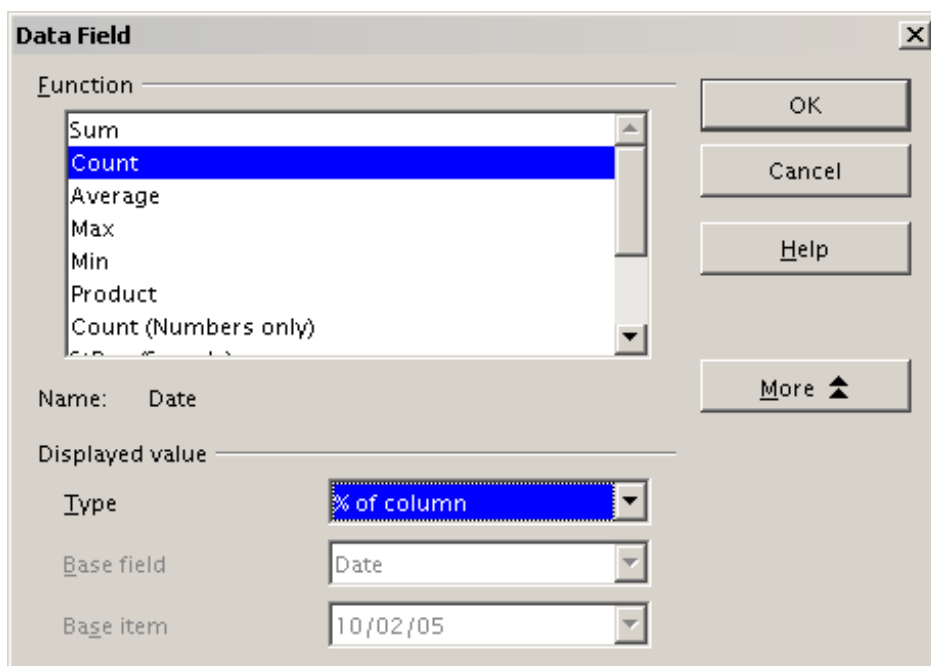 Data Field
Function
Sum
Count
Average
Max
Min
Product
Count (Numbers only)
OK
Cancel
Help
More
Name: Date
Displayed value
Type % of column
Base field Date
Base item 10/02/05